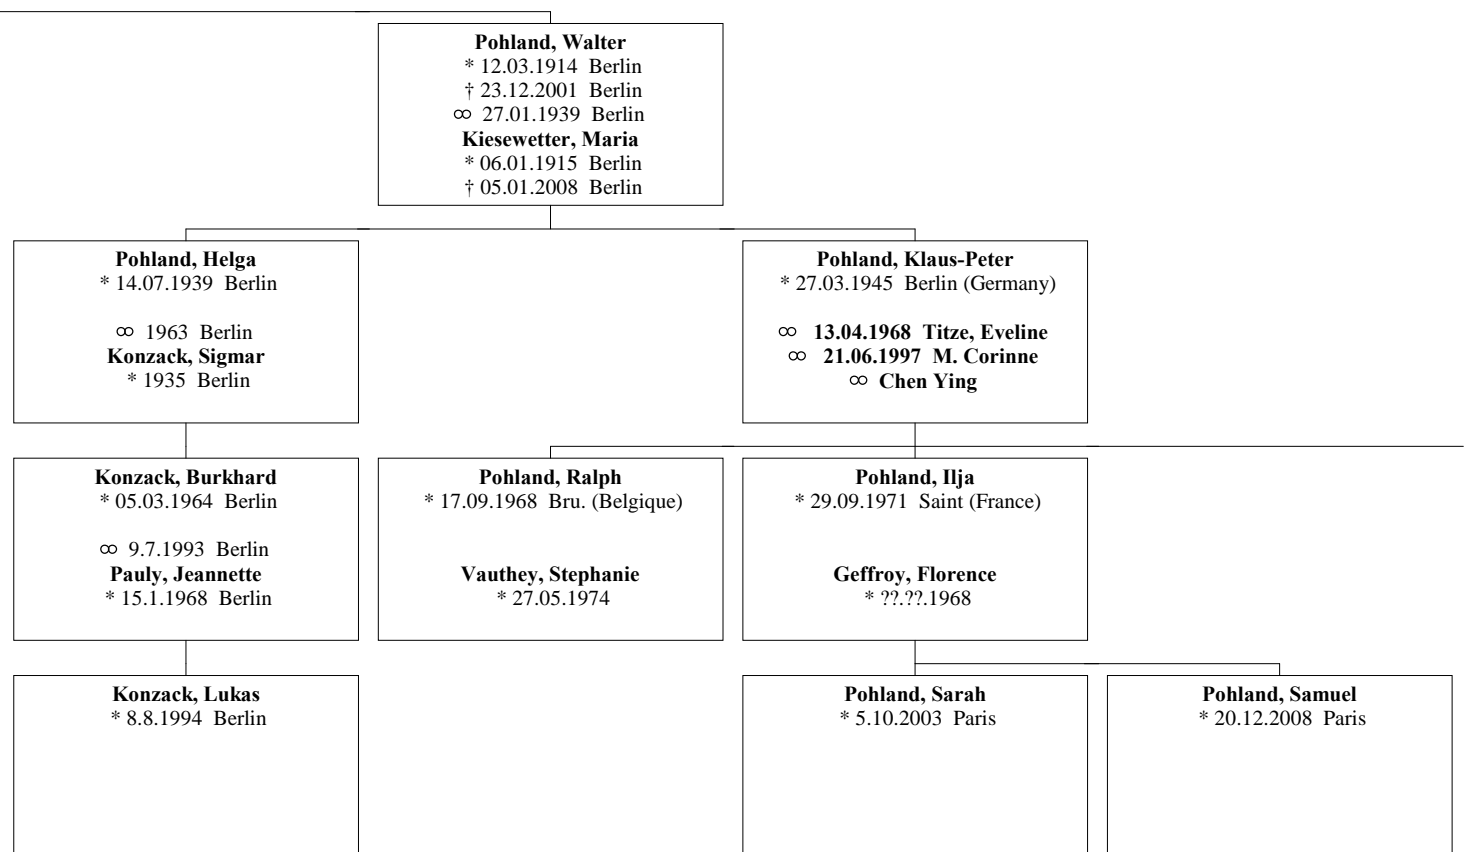 Pohland, Walter
* 12.03.1914 Berlin
† 23.12.2001 Berlin
∞ 27.01.1939 Berlin
Kiesewetter, Maria
* 06.01.1915 Berlin
† 05.01.2008 Berlin
Pohland, Helga
* 14.07.1939 Berlin
∞ 1963 Berlin
Konzack, Sigmar
* 1935 Berlin
Pohland, Klaus-Peter
* 27.03.1945 Berlin (Germany)
∞ 13.04.1968 Titze, Eveline
∞ 21.06.1997 M. Corinne
∞ Chen Ying
Konzack, Burkhard
* 05.03.1964 Berlin
∞ 9.7.1993 Berlin
Pauly, Jeannette
* 15.1.1968 Berlin
Pohland, Ralph
* 17.09.1968 Bru. (Belgique)
Vauthey, Stephanie
* 27.05.1974
Pohland, Ilja
* 29.09.1971 Saint (France)
Geffroy, Florence
* ??.??.1968
Konzack, Lukas
* 8.8.1994 Berlin
Pohland, Sarah
* 5.10.2003 Paris
Pohland, Samuel
* 20.12.2008 Paris